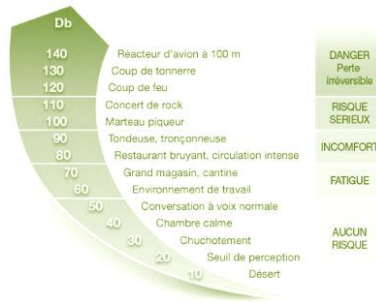 Db
140 Réacteur d'avion à 100 m
130 Coup de tonnerre
120 Coup de feu
DANGER
Perte
irréversible
110 Concert de rock
100 Marteau piqueur
RISQUE
SERIEUX
90 Tondeuse, tronçonneuse
80 Restaurant bruyant, circulation intense
INCOMFORT
70 Grand magasin, cantine
60 Environnement de travail
FATIGUE
50 Conversation à voix normale
40 Chambre calme
30 Chuchotement
20 Seuil de perception
10 Désert
AUCUN
RISQUE